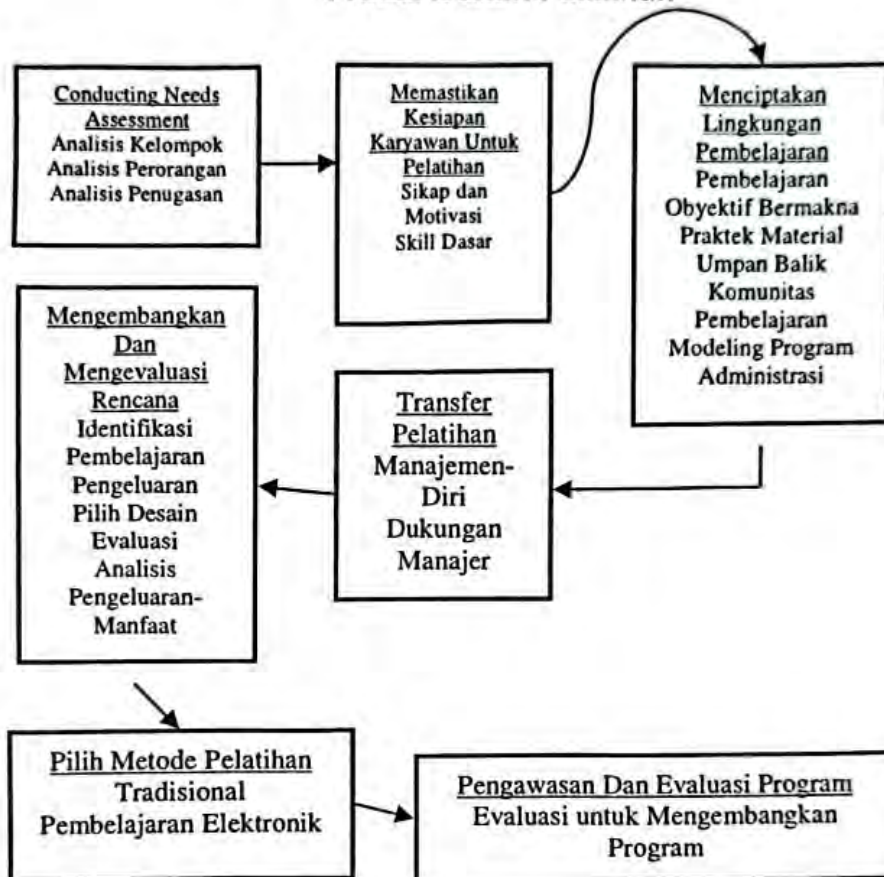 Conducting Needs
Assessment
Analisis Kelompok
Analisis Perorangan
Analisis Penugasan
Memastikan
Kesiapan
Karyawan Untuk
Pelatihan
Sikap dan
Motivasi
Skill Dasar
Menciptakan
Lingkungan
Pembelajaran
Pembelajaran
Obyektif Bermakna
Praktek Material
Umpan Balik
Komunitas
Pembelajaran
Modeling Program
Administrasi
Transfer
Pelatihan
Manajemen-
Diri
Dukungan
Manajer
Mengembangkan
Dan
Mengevaluasi
Rencana
Identifikasi
Pembelajaran
Pengeluaran
Pilih Desain
Evaluasi
Analisis
Pengeluaran-
Manfaat
Pilih Metode Pelatihan
Tradisional
Pembelajaran Elektronik
Pengawasan Dan Evaluasi Program
Evaluasi untuk Mengembangkan
Program